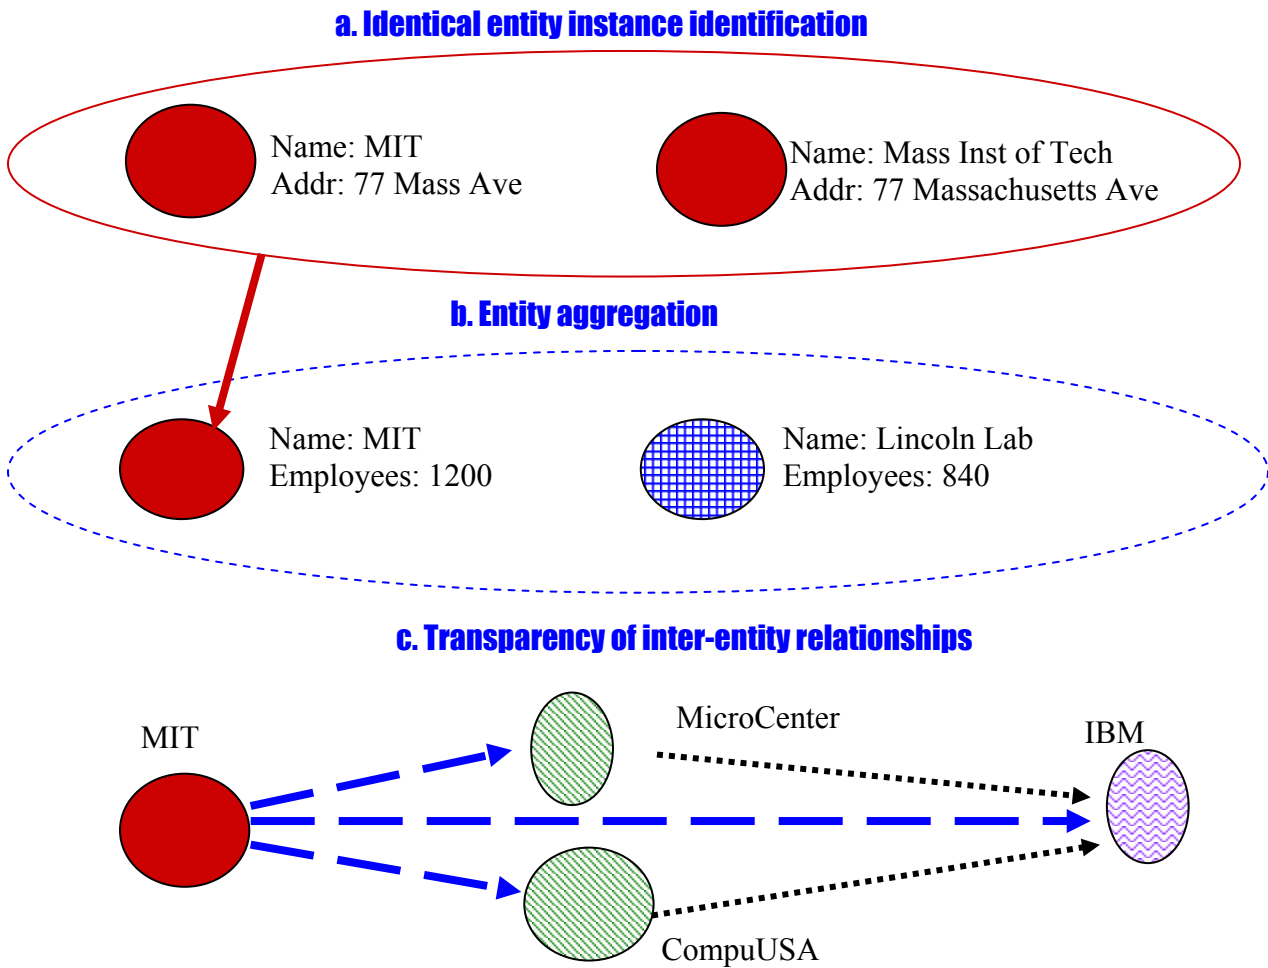 a. Identical entity instance identification
Name: MIT
Addr: 77 Mass Ave
Name: Mass Inst of Tech
Addr: 77 Massachusetts Ave
b. Entity aggregation
Name: MIT
Employees: 1200
Name: Lincoln Lab
Employees: 840
c. Transparency of inter-entity relationships
MicroCenter
MIT
IBM
CompuUSA